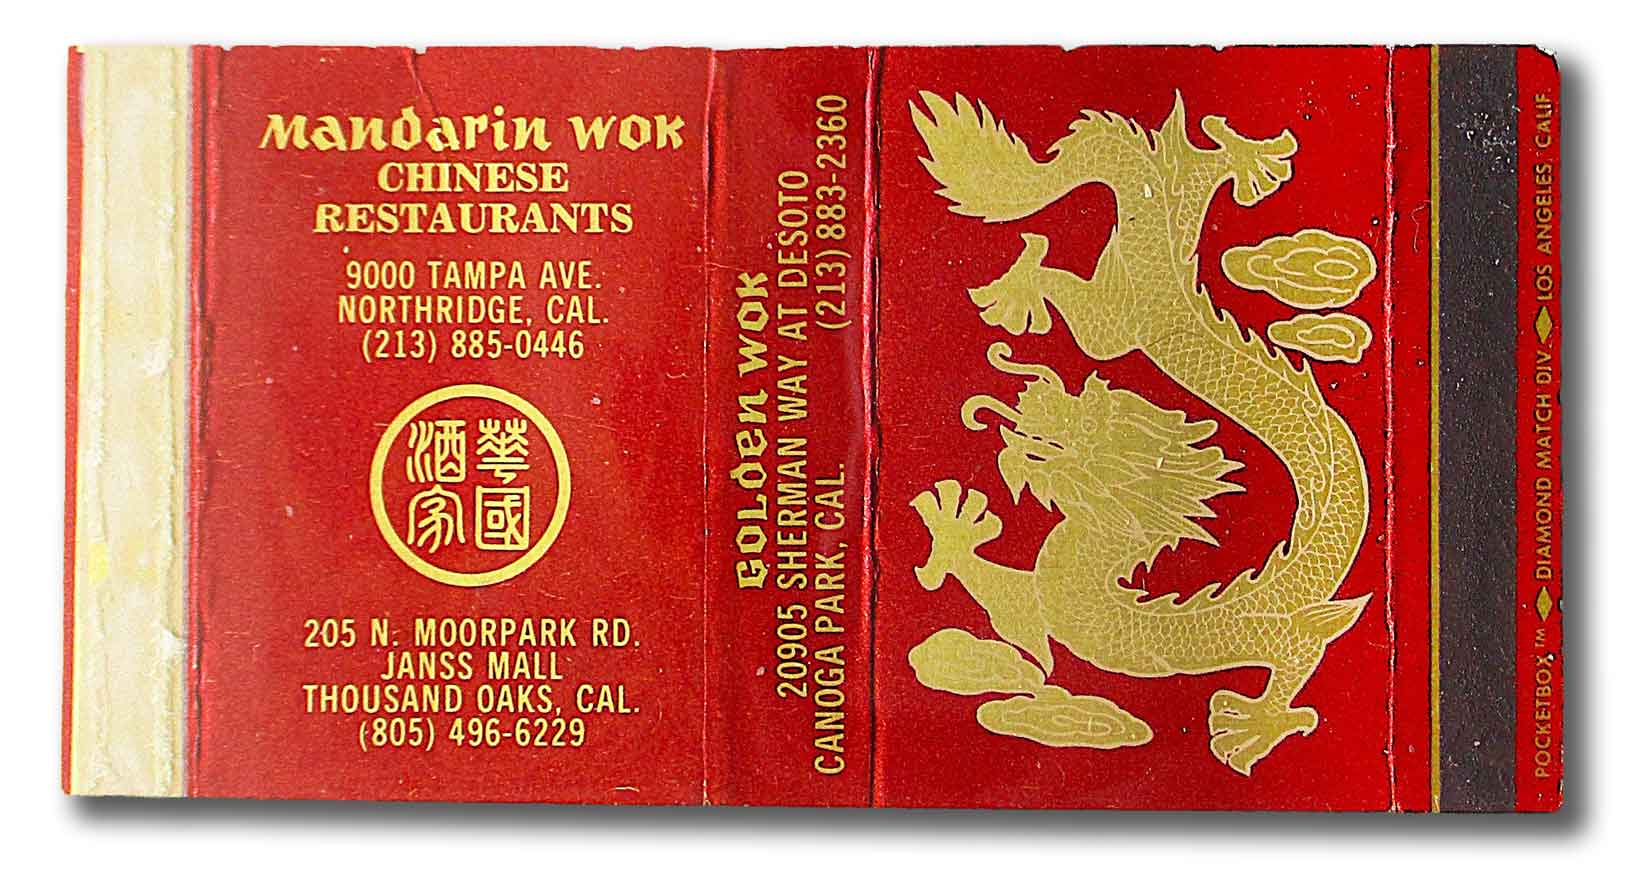 Mandarin Wok
CHINESE
RESTAURANTS
9000 TAMPA AVE.
NORTHRIDGE, CAL.
(213) 885-0446
華國
酒家
205 N. MOORPARK RD.
JANSS MALL
THOUSAND OAKS, CAL.
(805) 496-6229
Golden Wok
20905 SHERMAN WAY AT DESOTO
CANOGA PARK, CAL. (213) 883-2360
POCKETBOX™ DIAMOND MATCH DIV LOS ANGELES CALIF